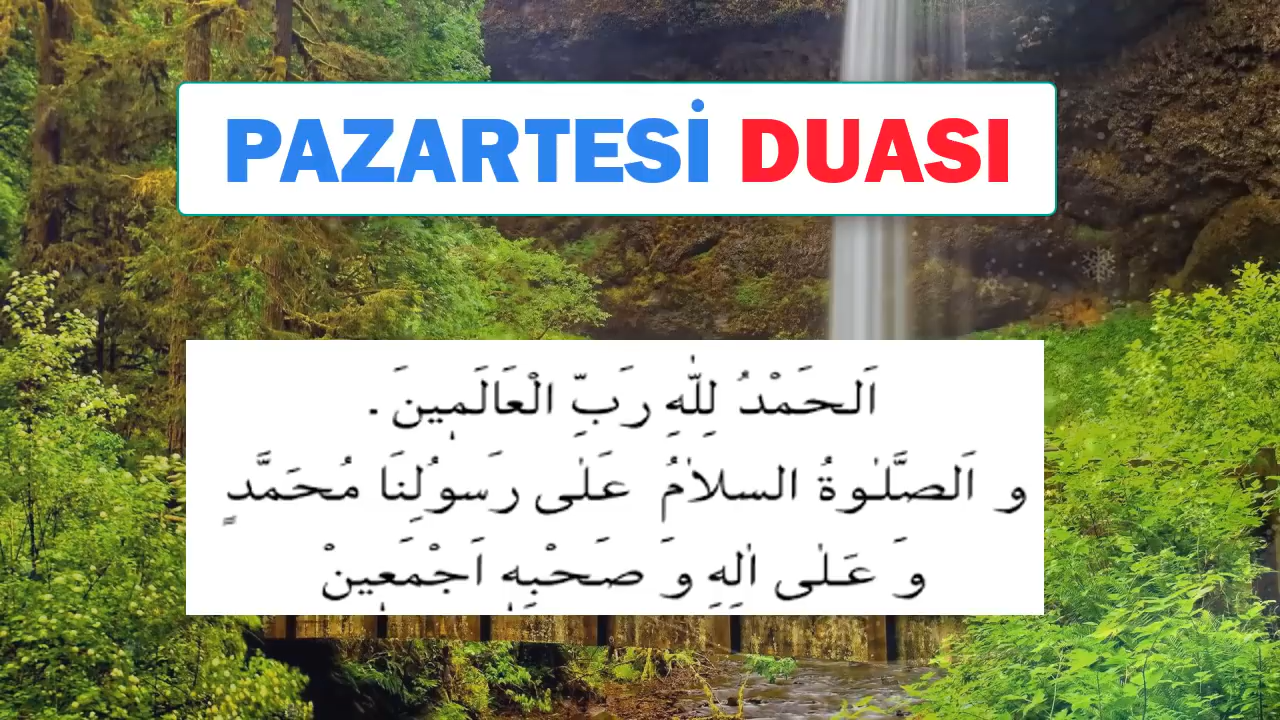 PAZARTESİ DUASI
اَلحَمْدُ لِلّٰهِ رَبِّ الْعَالَمٖينَ .
و اَلصَّلٰوةُ السلاٰمُ عَلٰى رَسوُلِنَا مُحَمَّدٍ
وَ عَلٰى اٰلِهِ وَ صَحْبِهٖ اَجْمَعٖينْ